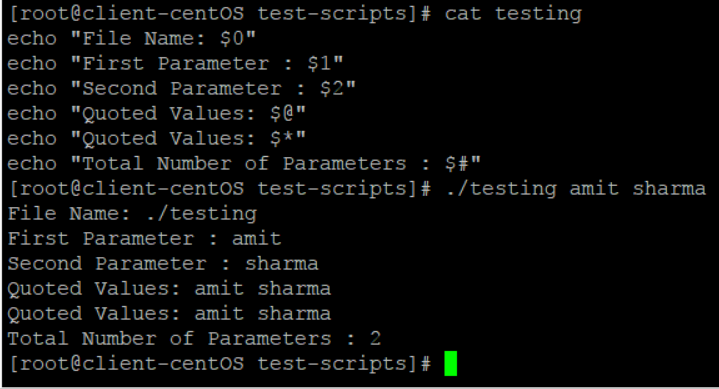 [root@client-centOS test-scripts]# cat testing
echo "File Name: $0"
echo "First Parameter : $1"
echo "Second Parameter : $2"
echo "Quoted Values: $@"
echo "Quoted Values: $*"
echo "Total Number of Parameters : $#"
[root@client-centOS test-scripts]# ./testing amit sharma
File Name: ./testing
First Parameter : amit
Second Parameter : sharma
Quoted Values: amit sharma
Quoted Values: amit sharma
Total Number of Parameters : 2
[root@client-centOS test-scripts]#